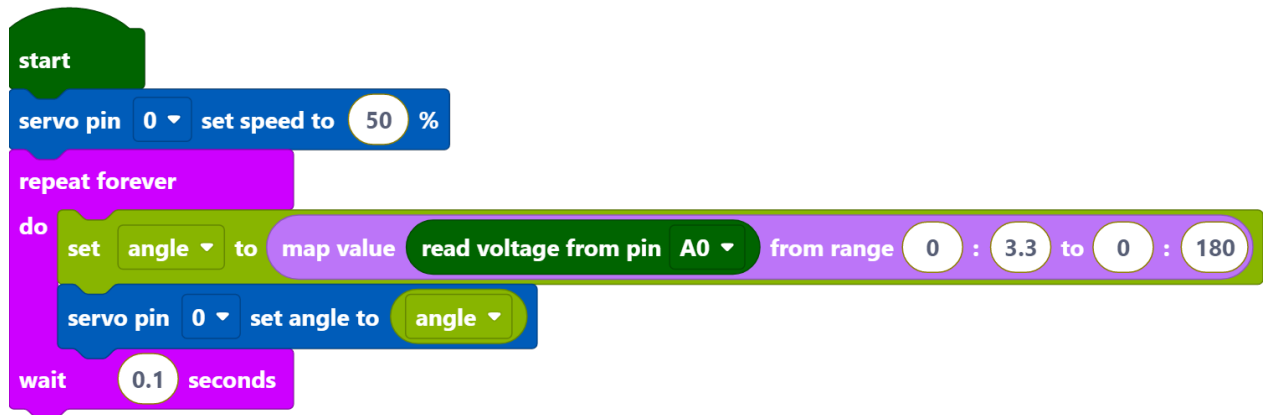 start
servo pin 0 set speed to 50 %
repeat forever
do
set angle to map value read voltage from pin A0 from range 0 : 3.3 to 0 : 180
servo pin 0 set angle to angle
wait 0.1 seconds